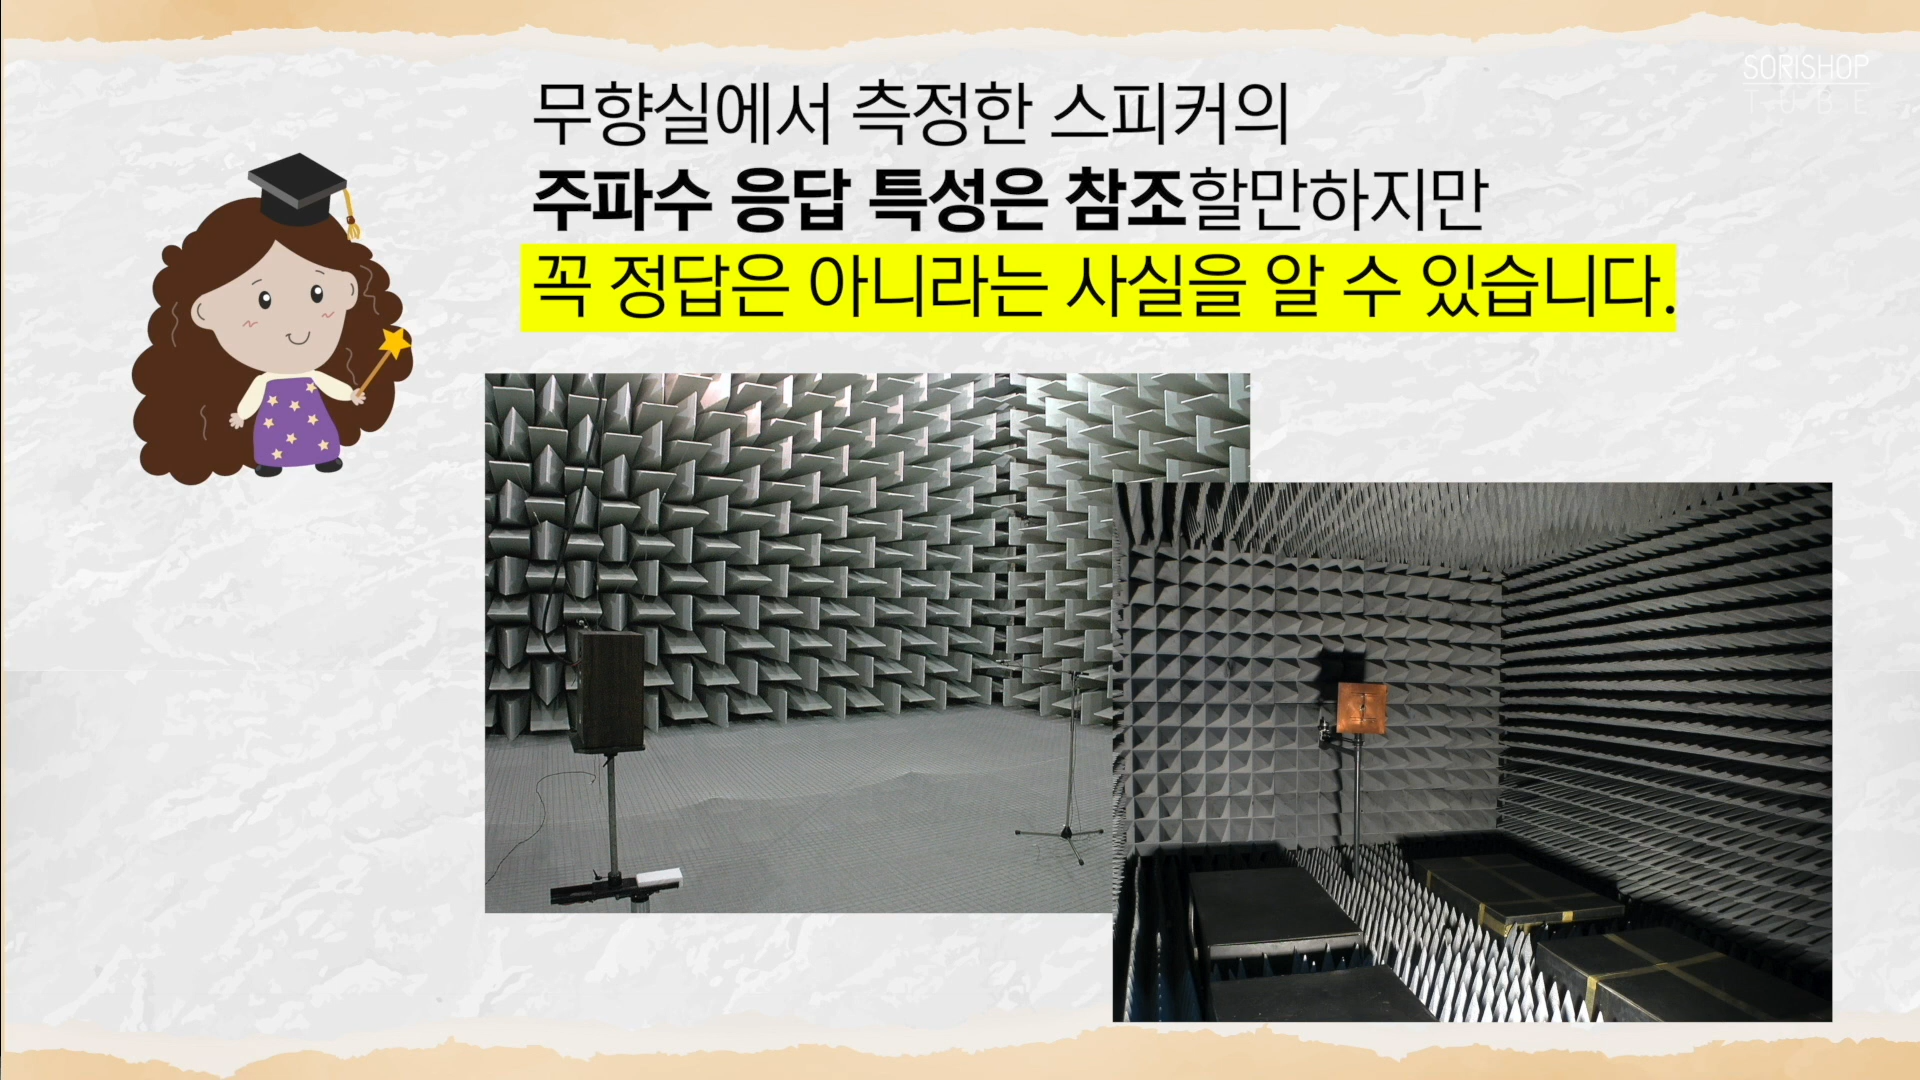 SORISHOP
TUBE
무향실에서 측정한 스피커의
주파수 응답 특성은 참조할만하지만
꼭 정답은 아니라는 사실을 알 수 있습니다.